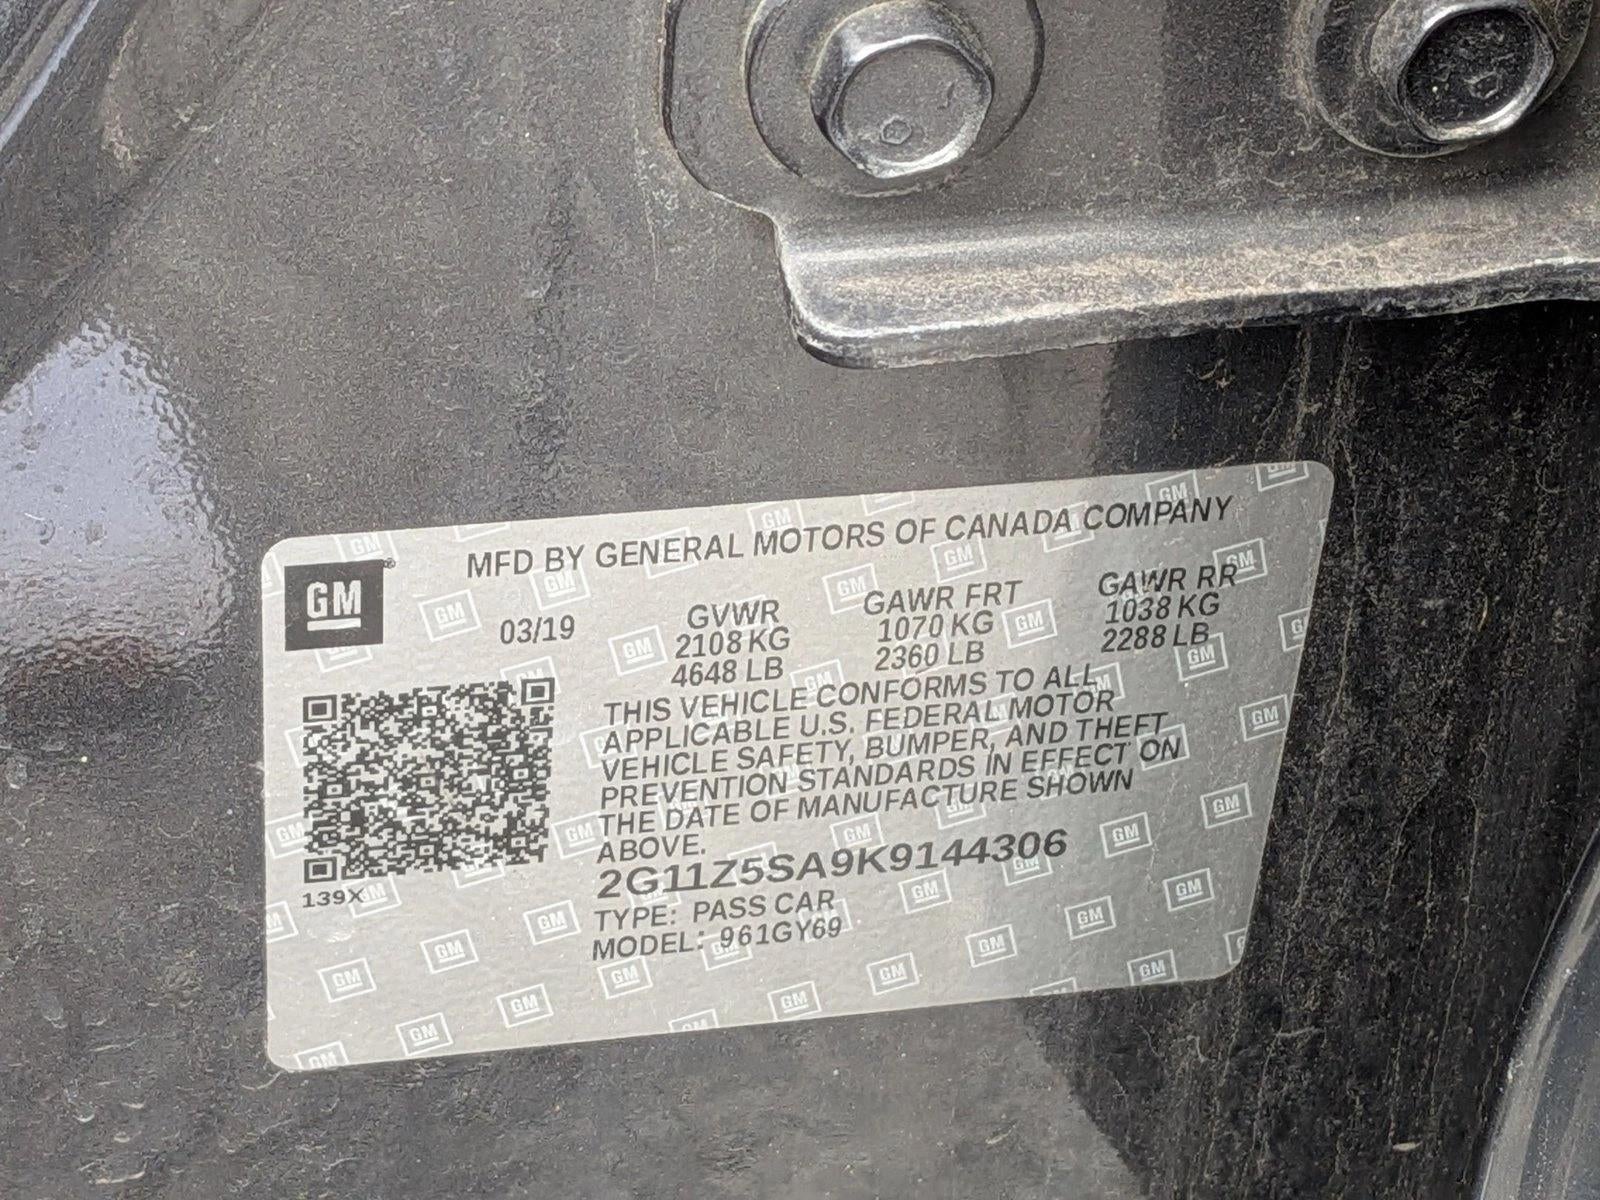 MFD BY GENERAL MOTORS OF CANADA COMPANY
GM
03/19
GVWR
2108 KG
4648 LB
GAWR FRT
1070 KG
2360 LB
GAWR RR
1038 KG
2288 LB
THIS VEHICLE CONFORMS TO ALL
APPLICABLE U.S. FEDERAL MOTOR
VEHICLE SAFETY, BUMPER, AND THEFT
PREVENTION STANDARDS IN EFFECT ON
THE DATE OF MANUFACTURE SHOWN
ABOVE.
139X
2G11Z5SA9K9144306
TYPE: PASS CAR
MODEL: 961GY69